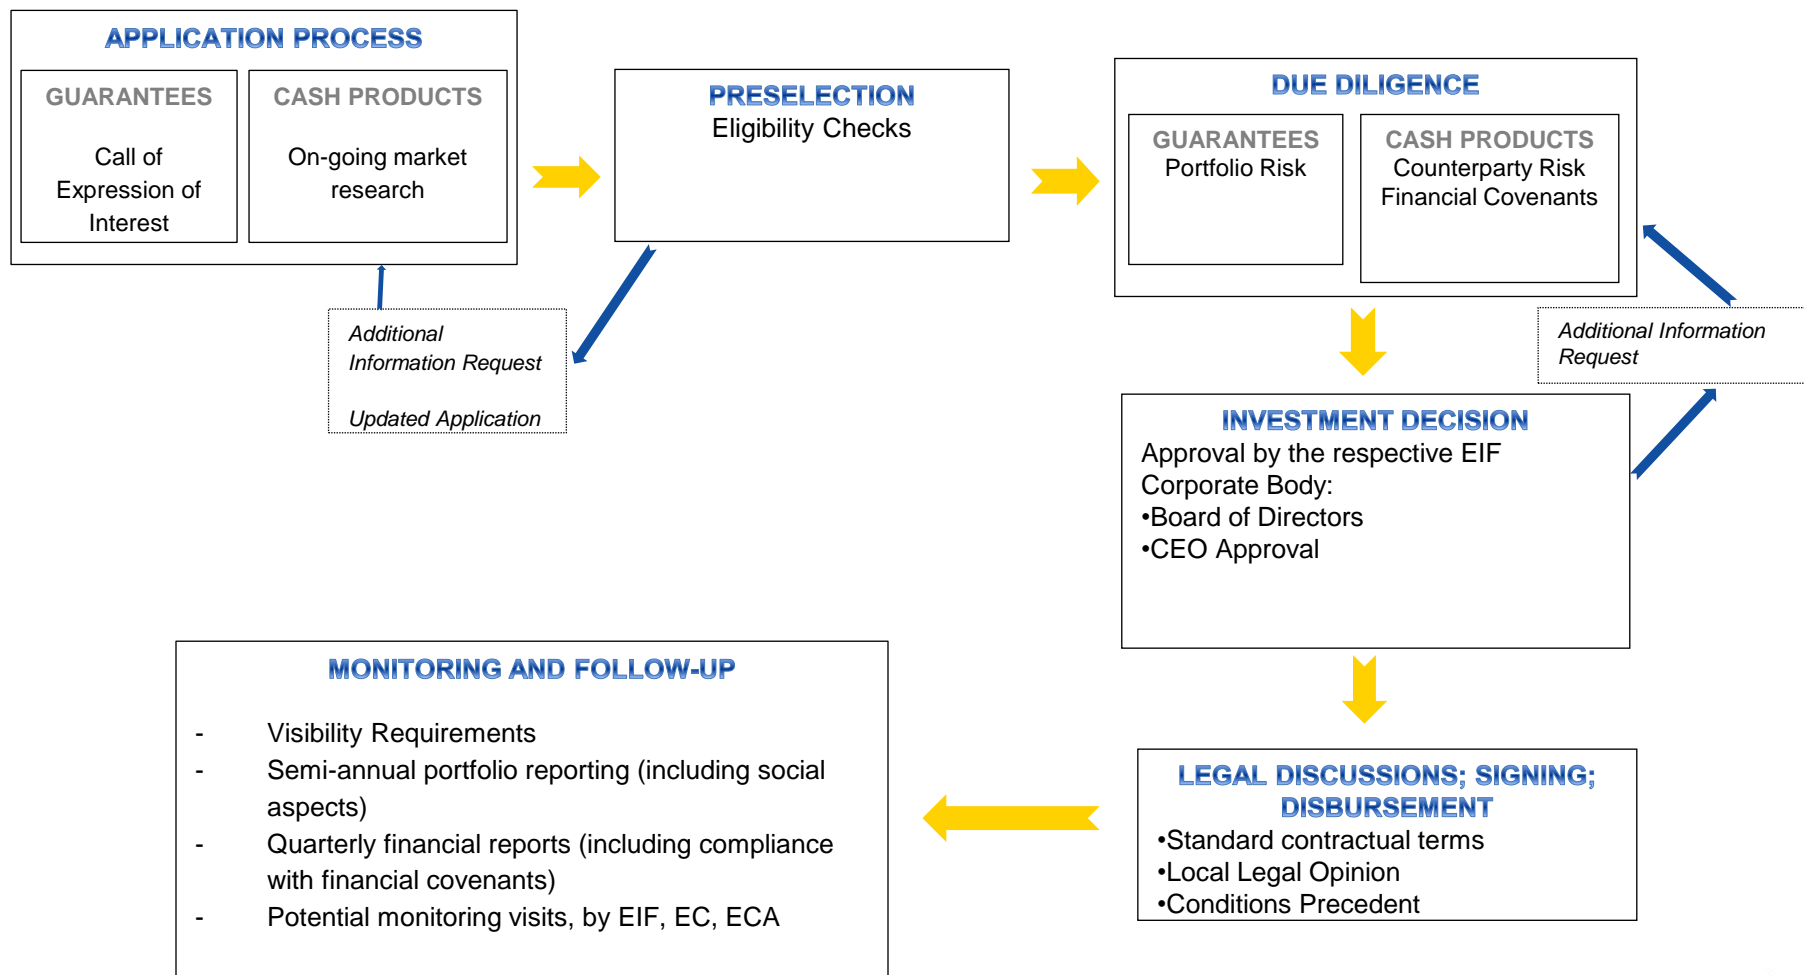 APPLICATION PROCESS
GUARANTEES
Call of
Expression of
Interest
CASH PRODUCTS
On-going market
research
PRESELECTION
Eligibility Checks
DUE DILIGENCE
GUARANTEES
Portfolio Risk
CASH PRODUCTS
Counterparty Risk
Financial Covenants
Additional
Information Request
Updated Application
Additional Information
Request
INVESTMENT DECISION
Approval by the respective EIF
Corporate Body:
•Board of Directors
•CEO Approval
LEGAL DISCUSSIONS; SIGNING;
DISBURSEMENT
•Standard contractual terms
•Local Legal Opinion
•Conditions Precedent
MONITORING AND FOLLOW-UP
- Visibility Requirements
- Semi-annual portfolio reporting (including social
aspects)
- Quarterly financial reports (including compliance
with financial covenants)
- Potential monitoring visits, by EIF, EC, ECA